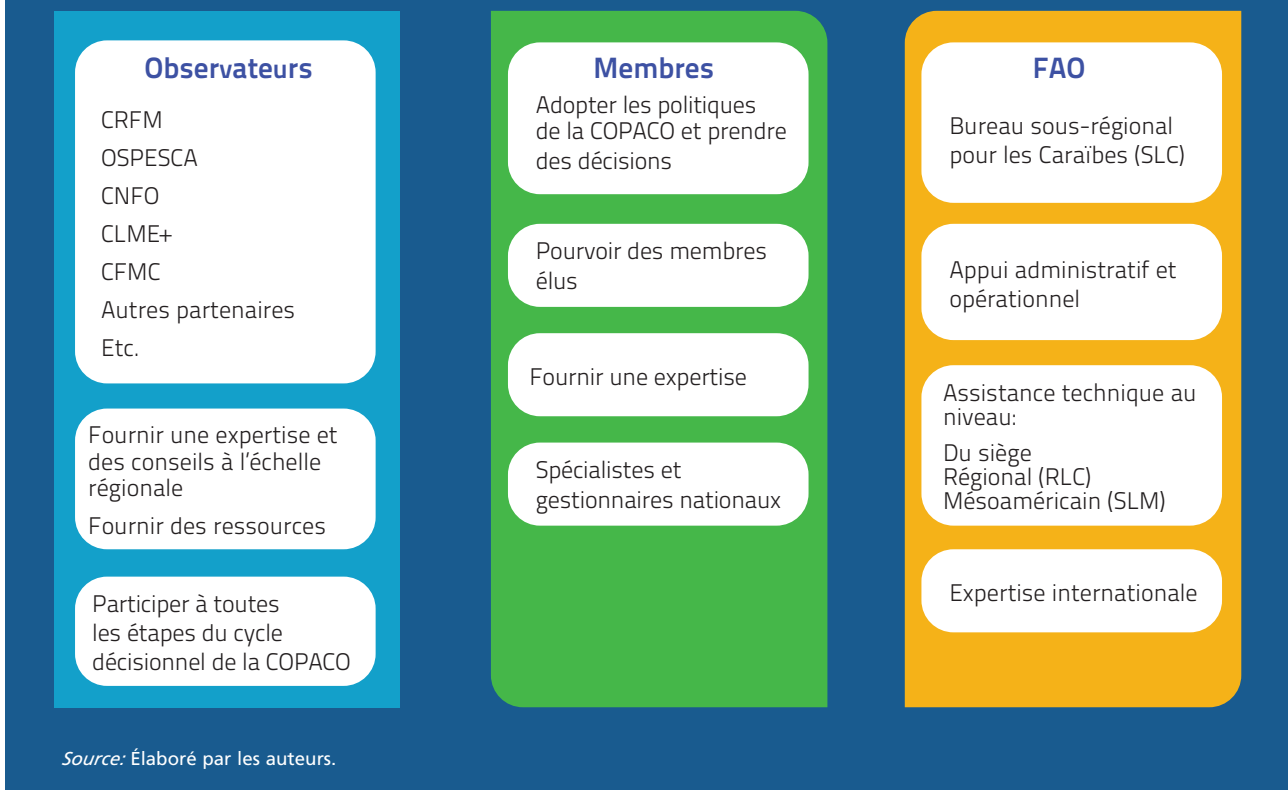 Observateurs
CRFM
OSPESCA
CNFO
CLME+
CFMC
Autres partenaires
Etc.
Fournir une expertise et
des conseils à l'échelle
régionale
Fournir des ressources
Participer à toutes
les étapes du cycle
décisionnel de la COPACO
Membres
Adopter les politiques
de la COPACO et prendre
des décisions
Pourvoir des membres
élus
Fournir une expertise
Spécialistes et
gestionnaires nationaux
FAO
Bureau sous-régional
pour les Caraïbes (SLC)
Appui administratif et
opérationnel
Assistance technique au
niveau:
Du siège
Régional (RLC)
Mésoaméricain (SLM)
Expertise internationale
Source: Élaboré par les auteurs.